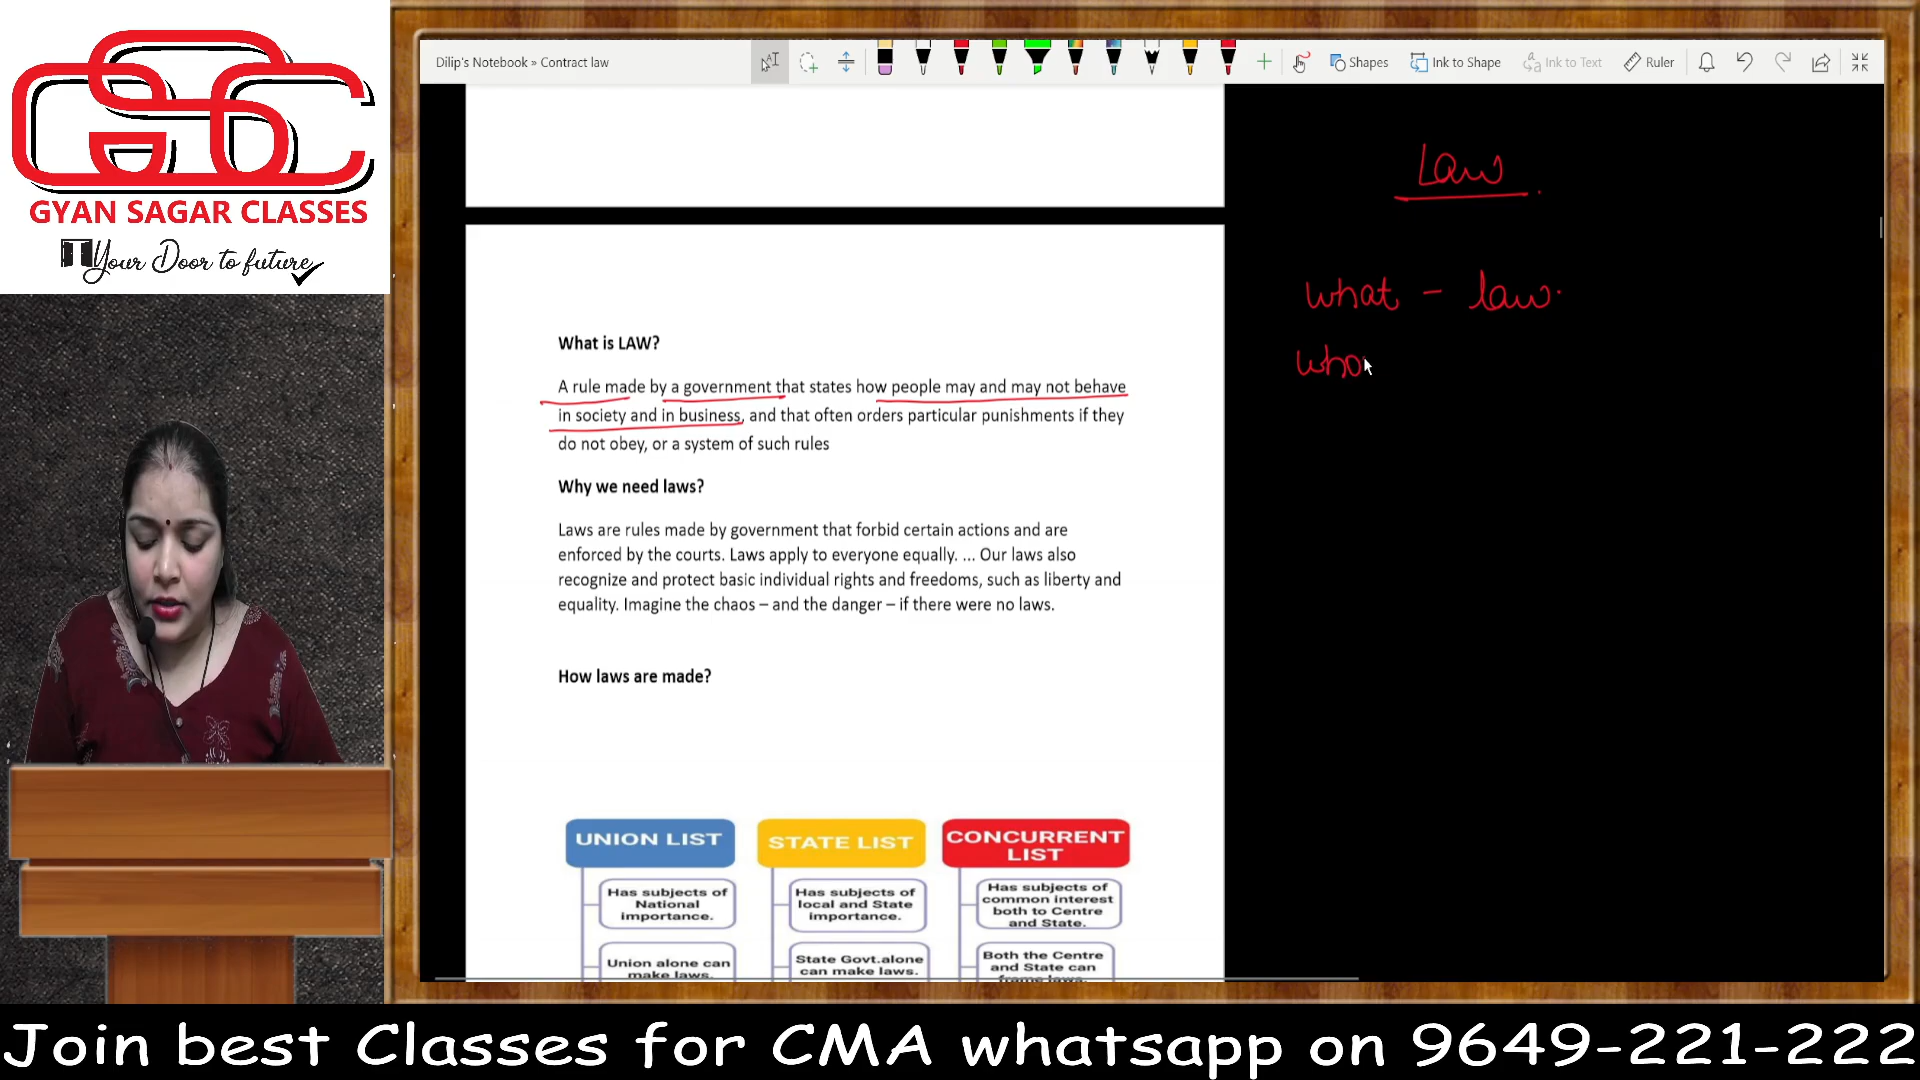 GSC
GYAN SAGAR CLASSES
Your Door to future
Dilip's Notebook » Contract law
Shapes
Ink to Shape
Ink to Text
Ruler
Law
what - law.
who
What is LAW?
A rule made by a government that states how people may and may not behave
in society and in business, and that often orders particular punishments if they
do not obey, or a system of such rules
Why we need laws?
Laws are rules made by government that forbid certain actions and are
enforced by the courts. Laws apply to everyone equally. ... Our laws also
recognize and protect basic individual rights and freedoms, such as liberty and
equality. Imagine the chaos – and the danger – if there were no laws.
How laws are made?
UNION LIST
Has subjects of
National
importance.
Union alone can
make laws.
STATE LIST
Has subjects of
local and State
importance.
State Govt.alone
can make laws.
CONCURRENT
LIST
Has subjects of
common interest
both to Centre
and State.
Both the Centre
and State can
frame laws.
Join best Classes for CMA whatsapp on 9649-221-222